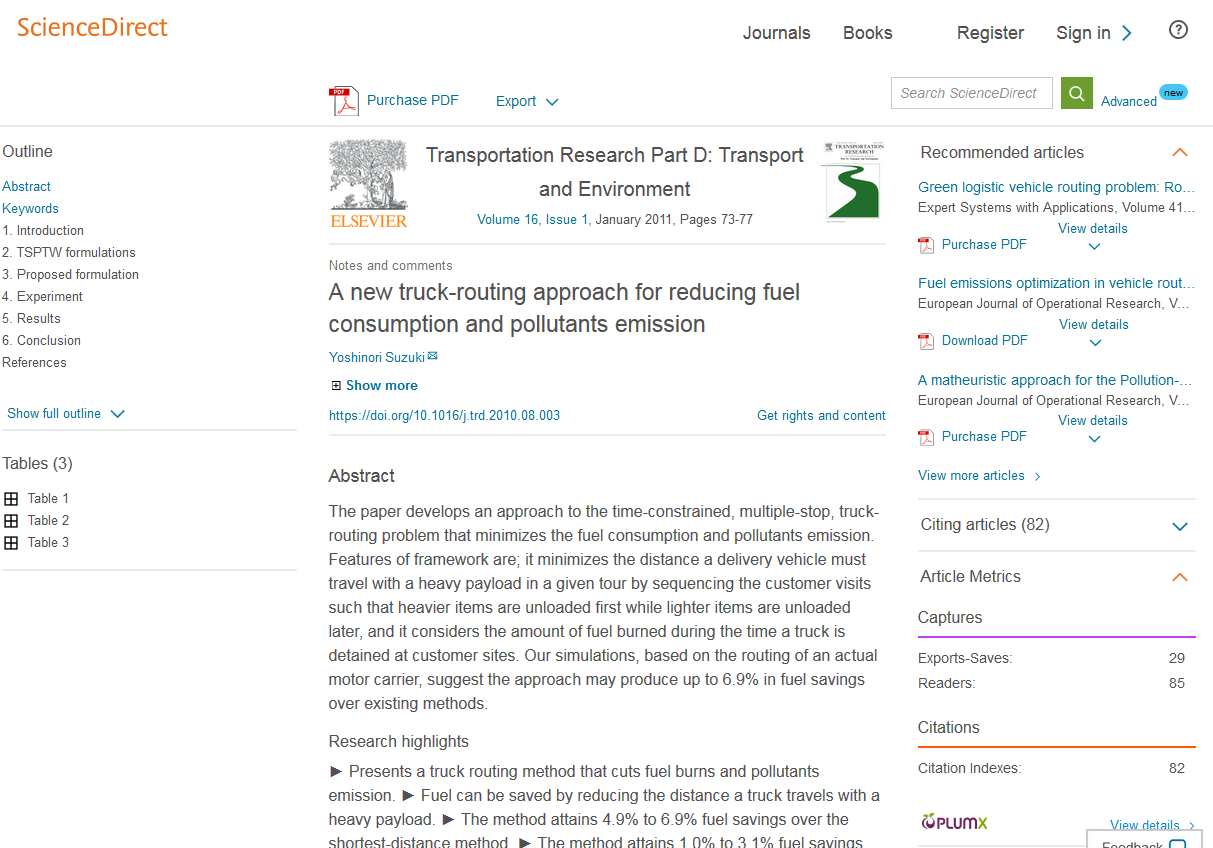 ScienceDirect
Journals Books Register Sign in ?
Purchase PDF Export
Search ScienceDirect Advanced new
Outline
Abstract
Keywords
1. Introduction
2. TSPTW formulations
3. Proposed formulation
4. Experiment
5. Results
6. Conclusion
References
Show full outline
Tables (3)
Table 1
Table 2
Table 3
ELSEVIER
Transportation Research Part D: Transport
and Environment
Volume 16, Issue 1, January 2011, Pages 73-77
TRANSPORTATION
RESEARCH
Notes and comments
A new truck-routing approach for reducing fuel
consumption and pollutants emission
Yoshinori Suzuki
Show more
https://doi.org/10.1016/j.trd.2010.08.003 Get rights and content
Abstract
The paper develops an approach to the time-constrained, multiple-stop, truck-
routing problem that minimizes the fuel consumption and pollutants emission.
Features of framework are; it minimizes the distance a delivery vehicle must
travel with a heavy payload in a given tour by sequencing the customer visits
such that heavier items are unloaded first while lighter items are unloaded
later, and it considers the amount of fuel burned during the time a truck is
detained at customer sites. Our simulations, based on the routing of an actual
motor carrier, suggest the approach may produce up to 6.9% in fuel savings
over existing methods.
Research highlights
► Presents a truck routing method that cuts fuel burns and pollutants
emission. ► Fuel can be saved by reducing the distance a truck travels with a
heavy payload. ► The method attains 4.9% to 6.9% fuel savings over the
shortest-distance method. ► The method attains 1.0% to 3.1% fuel savings
Recommended articles
Green logistic vehicle routing problem: Ro...
Expert Systems with Applications, Volume 41...
View details
Purchase PDF
Fuel emissions optimization in vehicle rout...
European Journal of Operational Research, V...
View details
Download PDF
A matheuristic approach for the Pollution-...
European Journal of Operational Research, V...
View details
Purchase PDF
View more articles
Citing articles (82)
Article Metrics
Captures
Exports-Saves: 29
Readers: 85
Citations
Citation Indexes: 82
PLUMX View details
Feedback